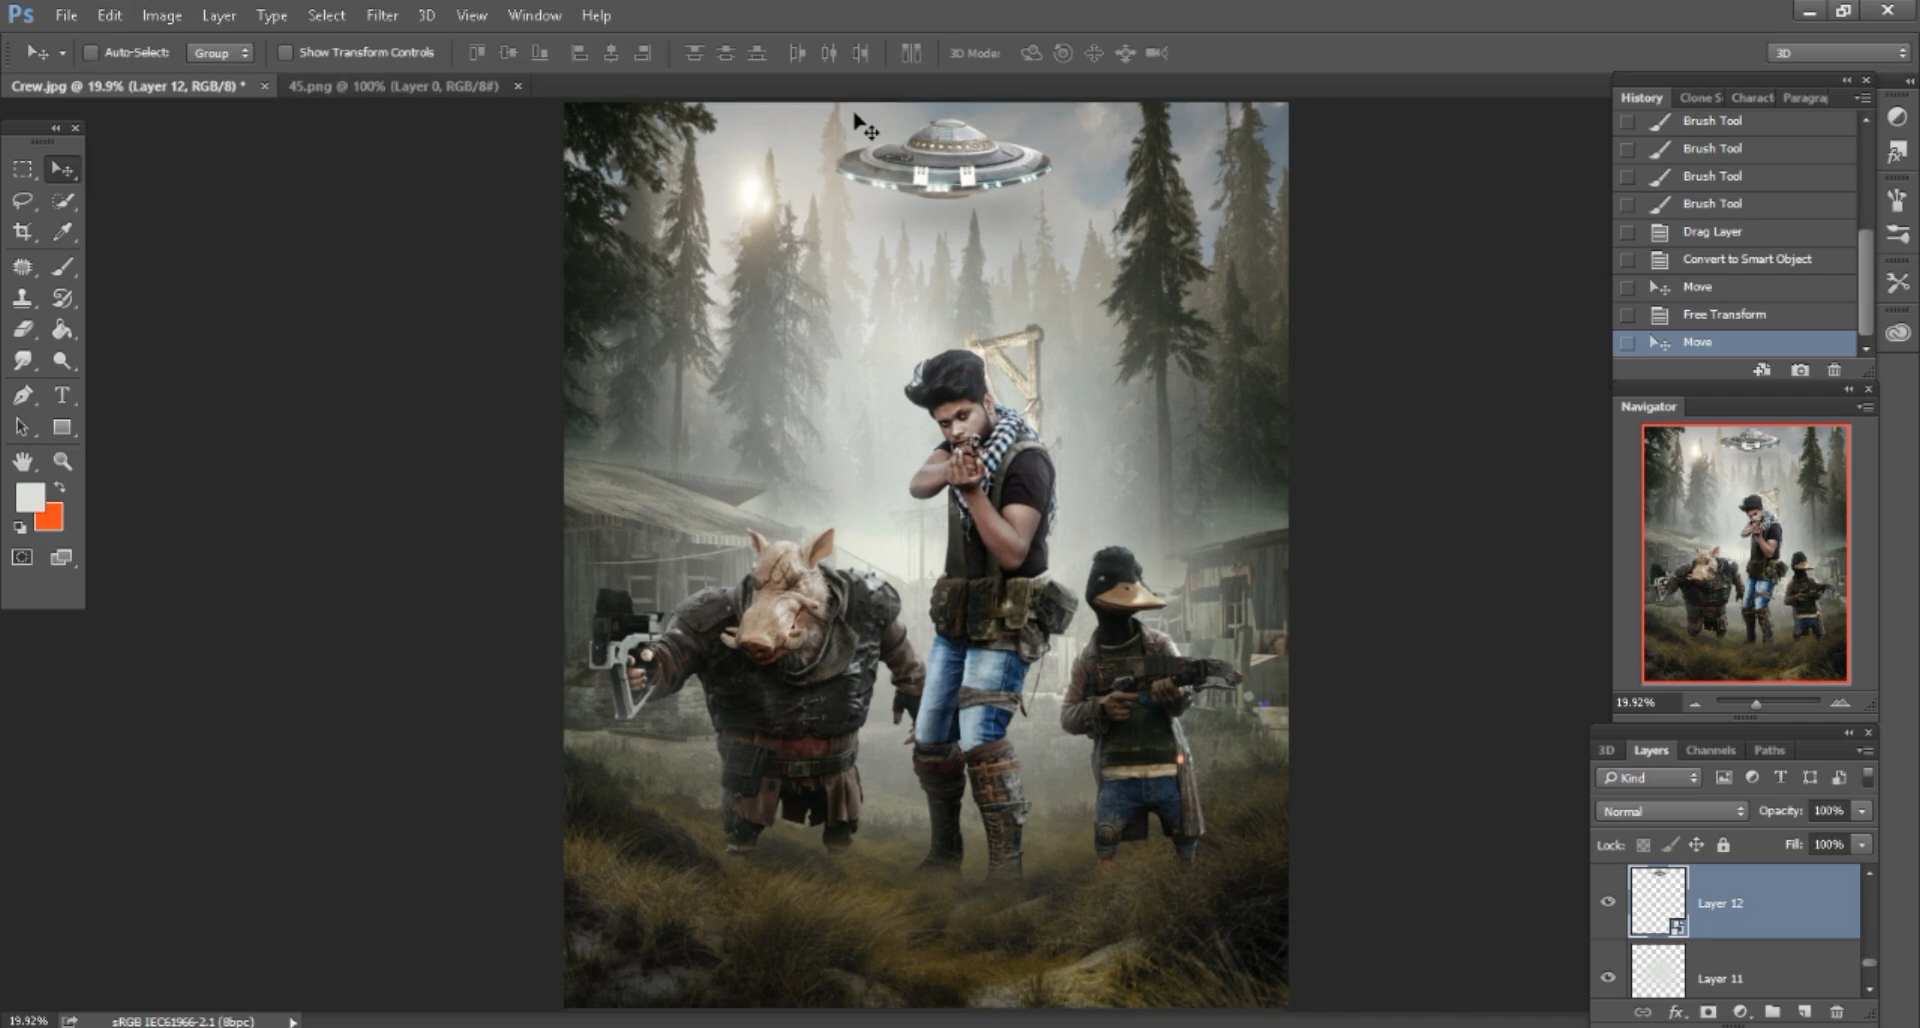 Ps File Edit Image Layer Type Select Filter 3D View Window Help
Auto-Select: Group Show Transform Controls 3D Mode: 3D
Crew.jpg @ 19.9% (Layer 12, RGB/8) * × 45.png @ 100% (Layer 0, RGB/8#) ×
History Clone S Charact Paragra
Brush Tool
Brush Tool
Brush Tool
Brush Tool
Drag Layer
Convert to Smart Object
Move
Free Transform
Move
Navigator
19.92%
3D Layers Channels Paths
Kind
Normal Opacity: 100%
Lock: Fill: 100%
Layer 12
Layer 11
fx
19.92% sRGB IEC61966-2.1 (8bpc)